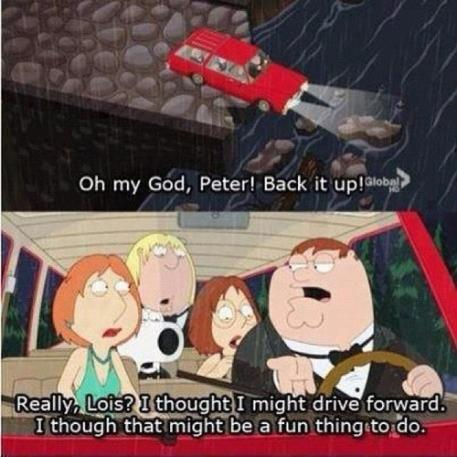 Oh my God, Peter! Back it up!
Global
HD
Really, Lois? I thought I might drive forward.
I though that might be a fun thing to do.